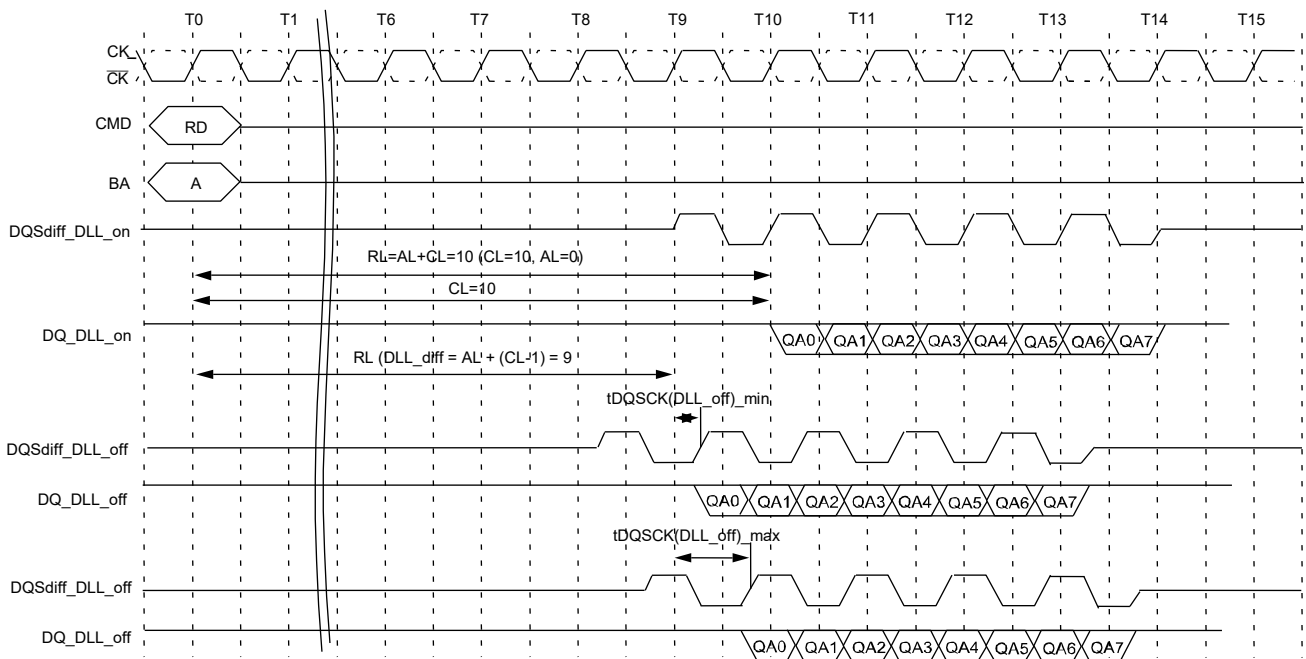 T0 T1 T6 T7 T8 T9 T10 T11 T12 T13 T14 T15
CK
CK
CMD RD
BA A
DQSdiff_DLL_on
RL=AL+CL=10 (CL=10, AL=0)
CL=10
DQ_DLL_on QA0 QA1 QA2 QA3 QA4 QA5 QA6 QA7
RL (DLL_diff = AL + (CL-1) = 9
tDQSCK(DLL_off)_min
DQSdiff_DLL_off
DQ_DLL_off QA0 QA1 QA2 QA3 QA4 QA5 QA6 QA7
tDQSCK(DLL_off)_max
DQSdiff_DLL_off
DQ_DLL_off QA0 QA1 QA2 QA3 QA4 QA5 QA6 QA7